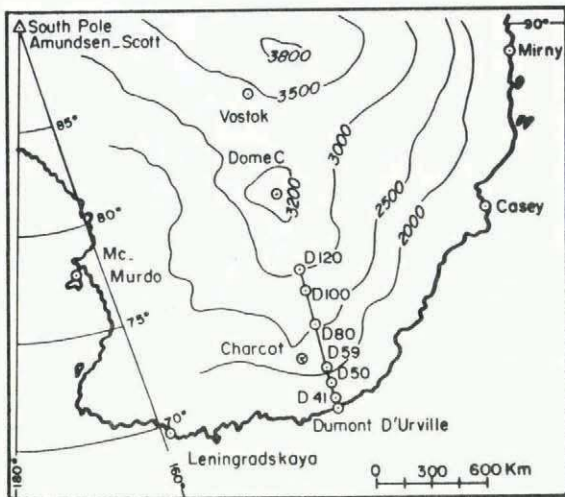 South Pole
Amundsen_Scott
90°
Mirny
3800
3500
Vostok
85°
Dome C
3000
3200
2500
2000
Casey
80°
Mc_
Murdo
D120
D100
75°
D80
Charcot
D59
D50
D41
Dumont D'Urville
70°
Leningradskaya
180°
160°
0 300 600 Km